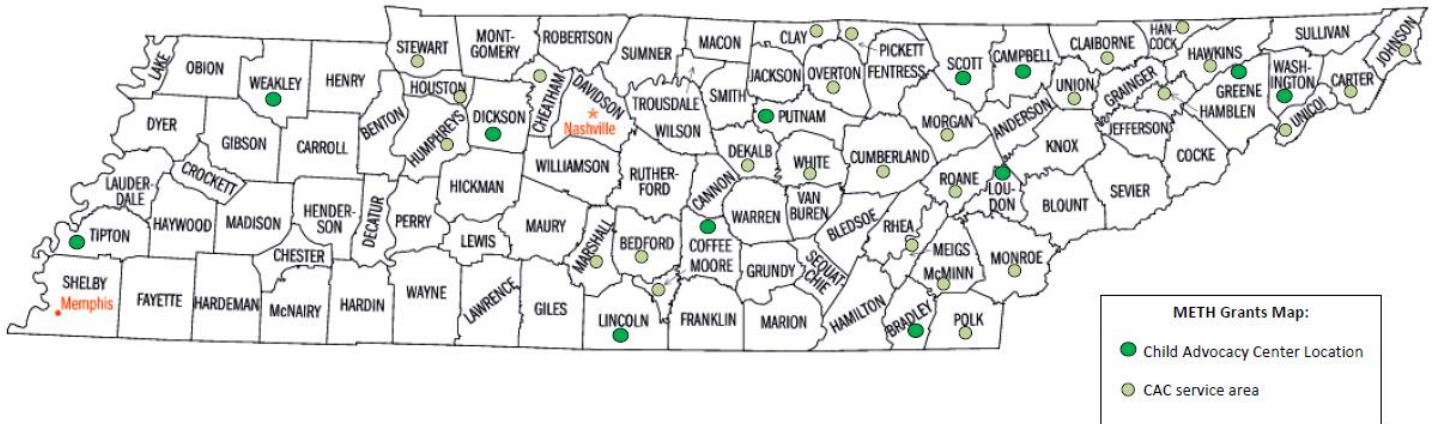 LAKE
OBION
WEAKLEY
HENRY
STEWART
MONT-
GOMERY
ROBERTSON
SUMNER
MACON
CLAY
PICKETT
FENTRESS
SCOTT
CAMPBELL
CLAIBORNE
HAN-
COCK
HAWKINS
SULLIVAN
JOHNSON
HOUSTON
DICKSON
CHEATHAM
DAVIDSON
Nashville
TROUSDALE
WILSON
SMITH
JACKSON
OVERTON
PUTNAM
MORGAN
ANDERSON
UNION
GRAINGER
GREENE
HAMBLEN
WASH-
INGTON
CARTER
UNICOI
DYER
GIBSON
CARROLL
BENTON
HUMPHREYS
WILLIAMSON
RUTHER-
FORD
CANNON
DEKALB
WHITE
CUMBERLAND
ROANE
LOU-
DON
KNOX
JEFFERSON
COCKE
SEVIER
BLOUNT
LAUDER-
DALE
CROCKETT
HAYWOOD
MADISON
HENDER-
SON
DECATUR
PERRY
HICKMAN
LEWIS
MAURY
MARSHALL
BEDFORD
COFFEE
MOORE
WARREN
VAN
BUREN
BLEDSOE
RHEA
MEIGS
McMINN
MONROE
TIPTON
SHELBY
Memphis
FAYETTE
HARDEMAN
CHESTER
McNAIRY
HARDIN
WAYNE
LAWRENCE
GILES
LINCOLN
FRANKLIN
GRUNDY
SEQUAT
CHIE
MARION
HAMILTON
BRADLEY
POLK
METH Grants Map:
Child Advocacy Center Location
CAC service area